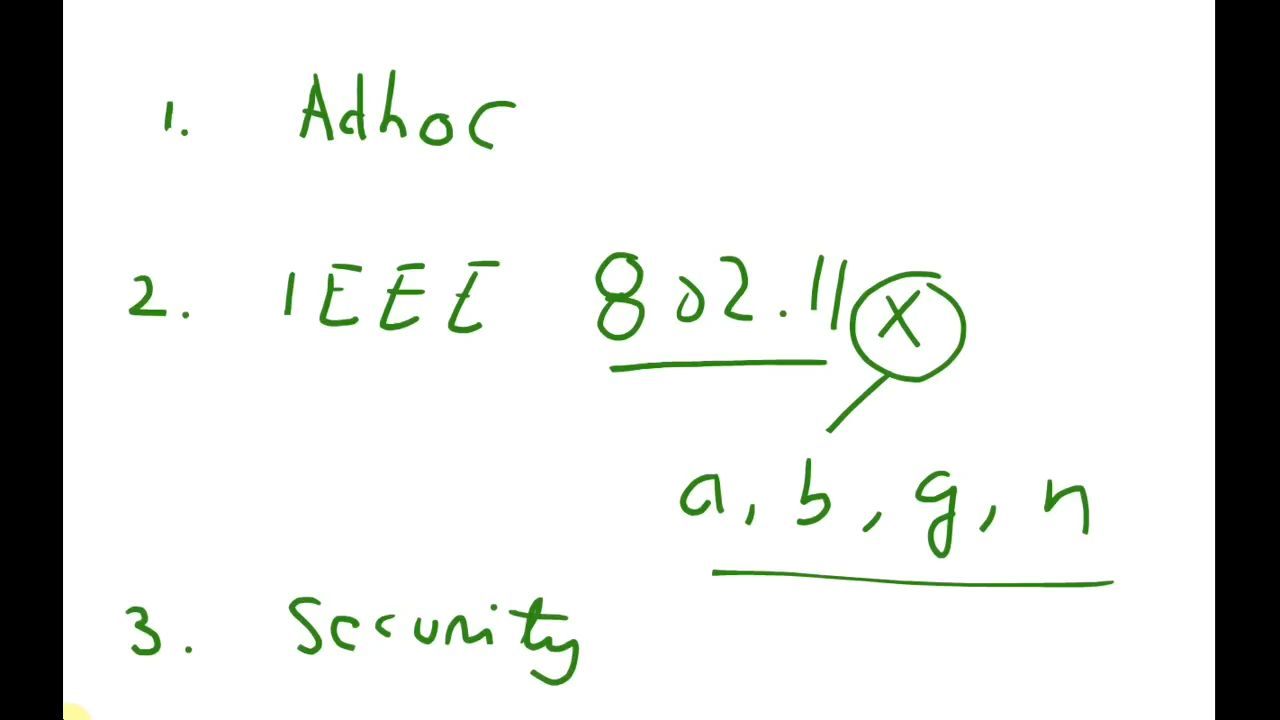 1. Adhoc
2. IEEE 802.11 X
a, b, g, n
3. Security